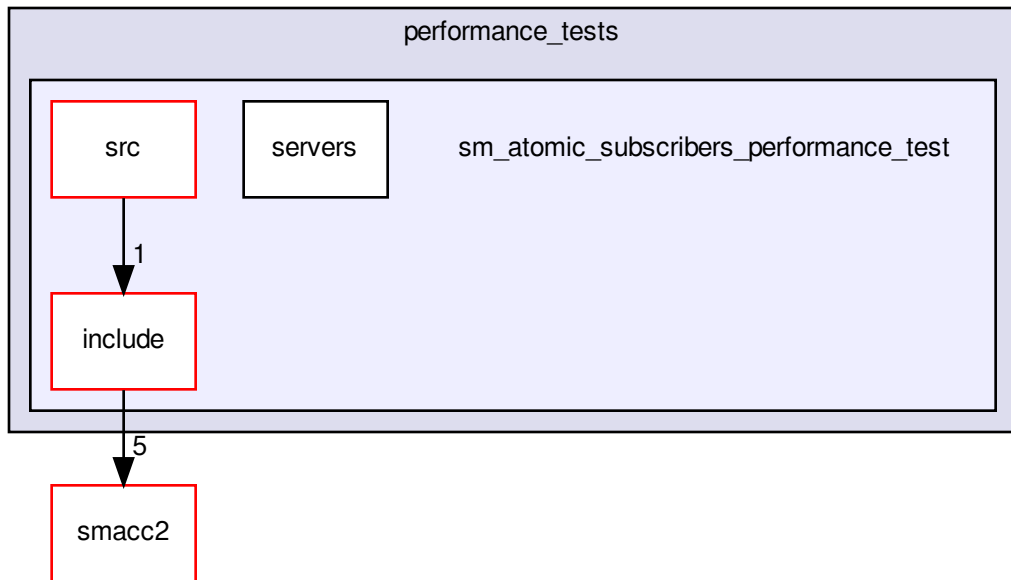 performance_tests
src
servers
sm_atomic_subscribers_performance_test
1
include
5
smacc2